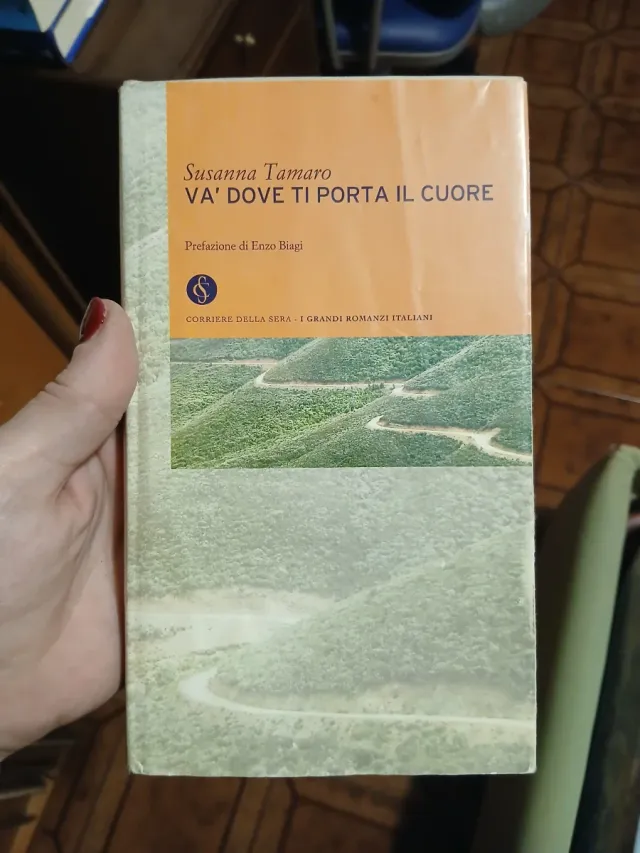 Susanna Tamaro
VA' DOVE TI PORTA IL CUORE
Prefazione di Enzo Biagi
CORRIERE DELLA SERA - I GRANDI ROMANZI ITALIANI